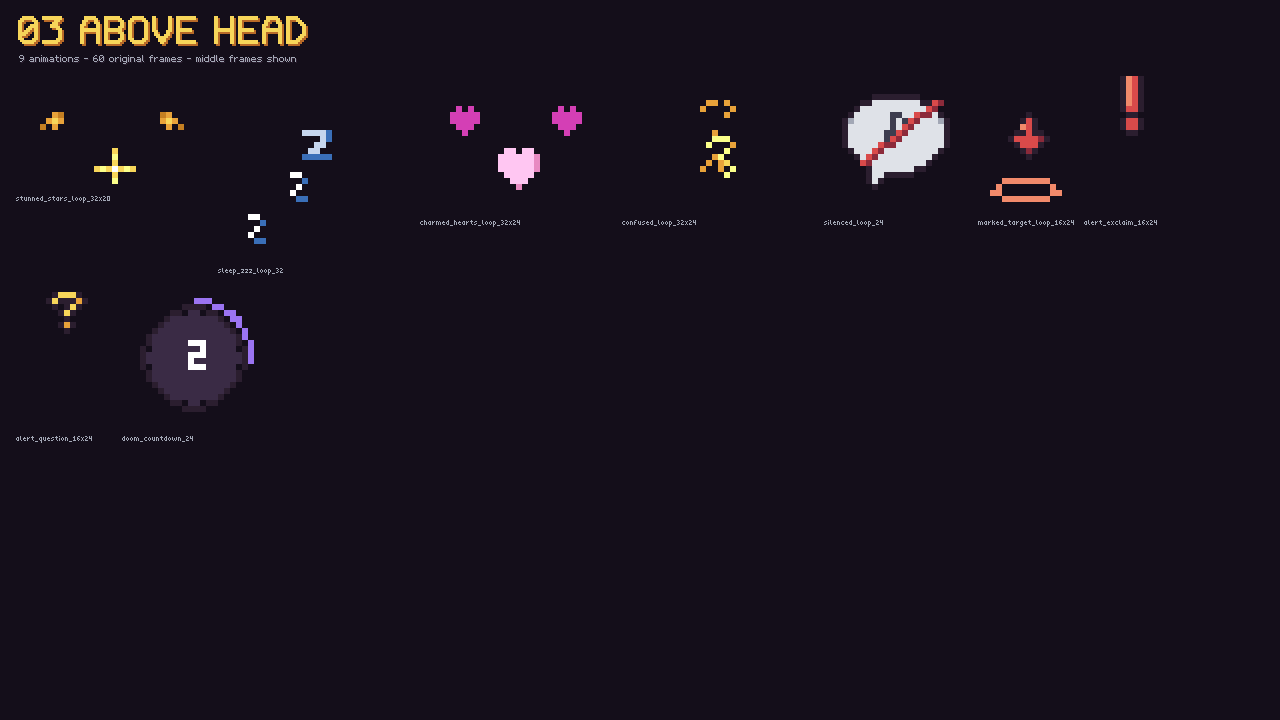 03 ABOVE HEAD
9 animations - 60 original frames - middle frames shown
stunned_stars_loop_32x20
sleep_zzz_loop_32
charmed_hearts_loop_32x24
confused_loop_32x24
silenced_loop_24
marked_target_loop_16x24
alert_exclaim_16x24
!
Z
Z
Z
?
2
alert_question_16x24
doom_countdown_24